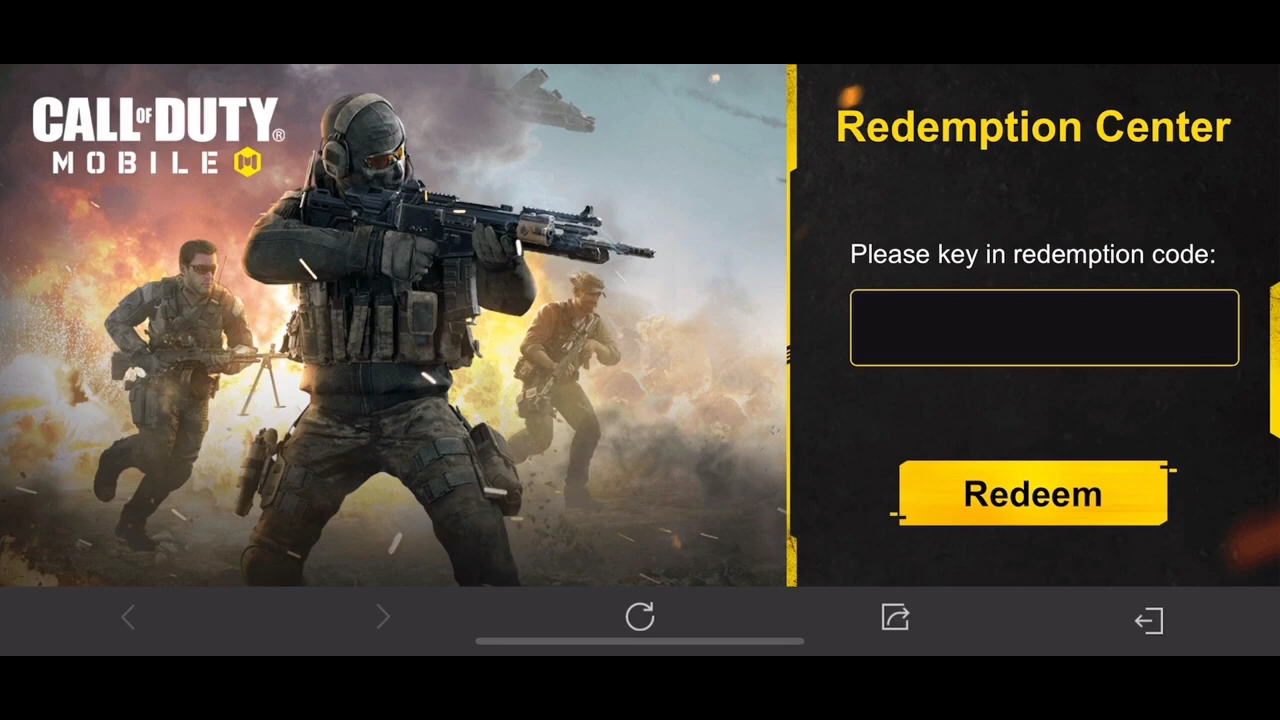 CALL OF DUTY®
MOBILE
Redemption Center
Please key in redemption code:
Redeem